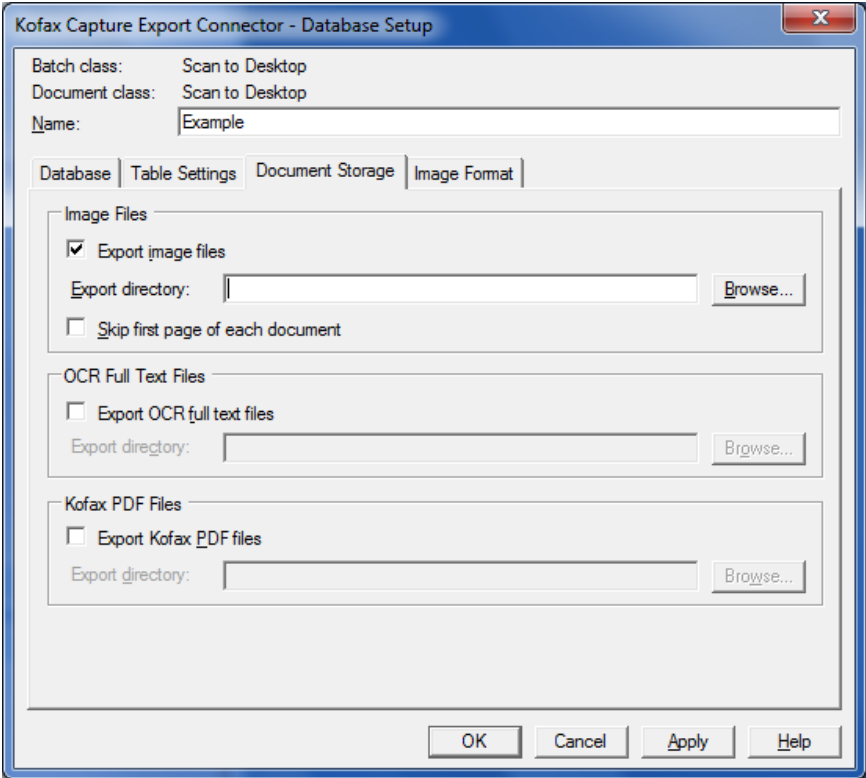 Kofax Capture Export Connector - Database Setup
Batch class: Scan to Desktop
Document class: Scan to Desktop
Name: Example
Database Table Settings Document Storage Image Format
Image Files
Export image files
Export directory: Browse...
Skip first page of each document
OCR Full Text Files
Export OCR full text files
Export directory: Browse...
Kofax PDF Files
Export Kofax PDF files
Export directory: Browse...
OK Cancel Apply Help